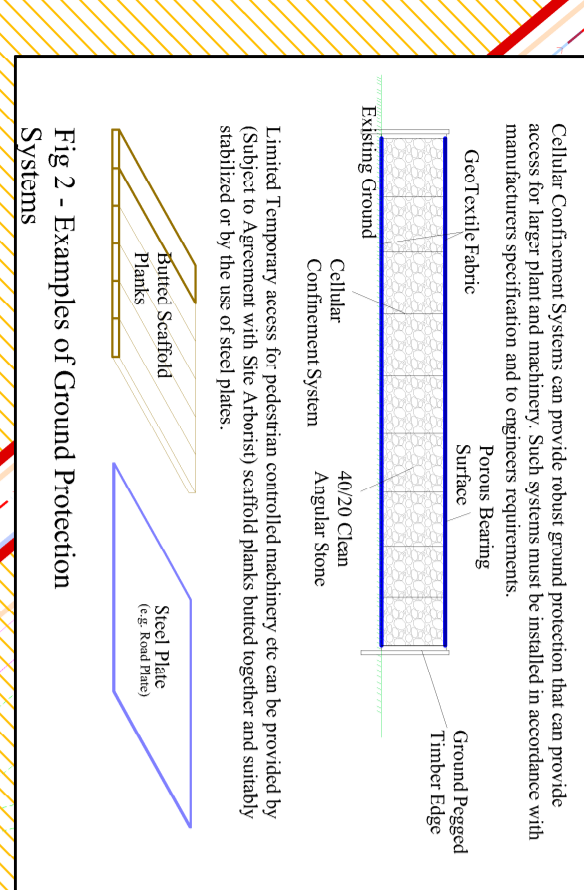 Cellular Confinement Systems can provide robust ground protection that can provide
access for larger plant and machinery. Such systems must be installed in accordance with
manufacturers specification and to engineers requirements.
GeoTextile Fabric
Porous Bearing
Surface
Ground Pegged
Timber Edge
Existing Ground
Cellular
Confinement System
40/20 Clean
Angular Stone
Limited Temporary access for pedestrian controlled machinery etc can be provided by
(Subject to Agreement with Site Arborist) scaffold planks butted together and suitably
stabilized or by the use of steel plates.
Butted Scaffold
Planks
Steel Plate
(e.g. Road Plate)
Fig 2 - Examples of Ground Protection
Systems